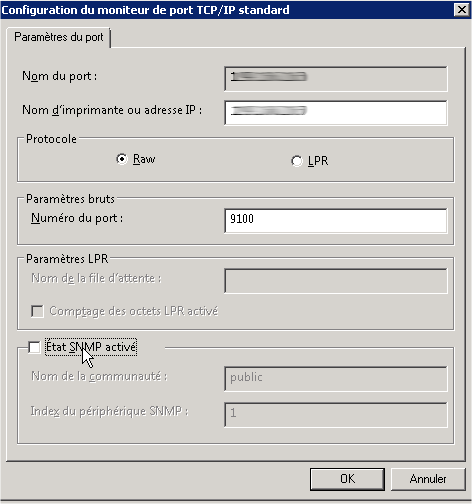 Configuration du moniteur de port TCP/IP standard
Paramètres du port
Nom du port :
Nom d'imprimante ou adresse IP :
Protocole
Raw
LPR
Paramètres bruts
Numéro du port :
9100
Paramètres LPR
Nom de la file d'attente :
Comptage des octets LPR activé
État SNMP activé
Nom de la communauté :
public
Index du périphérique SNMP :
1
OK
Annuler